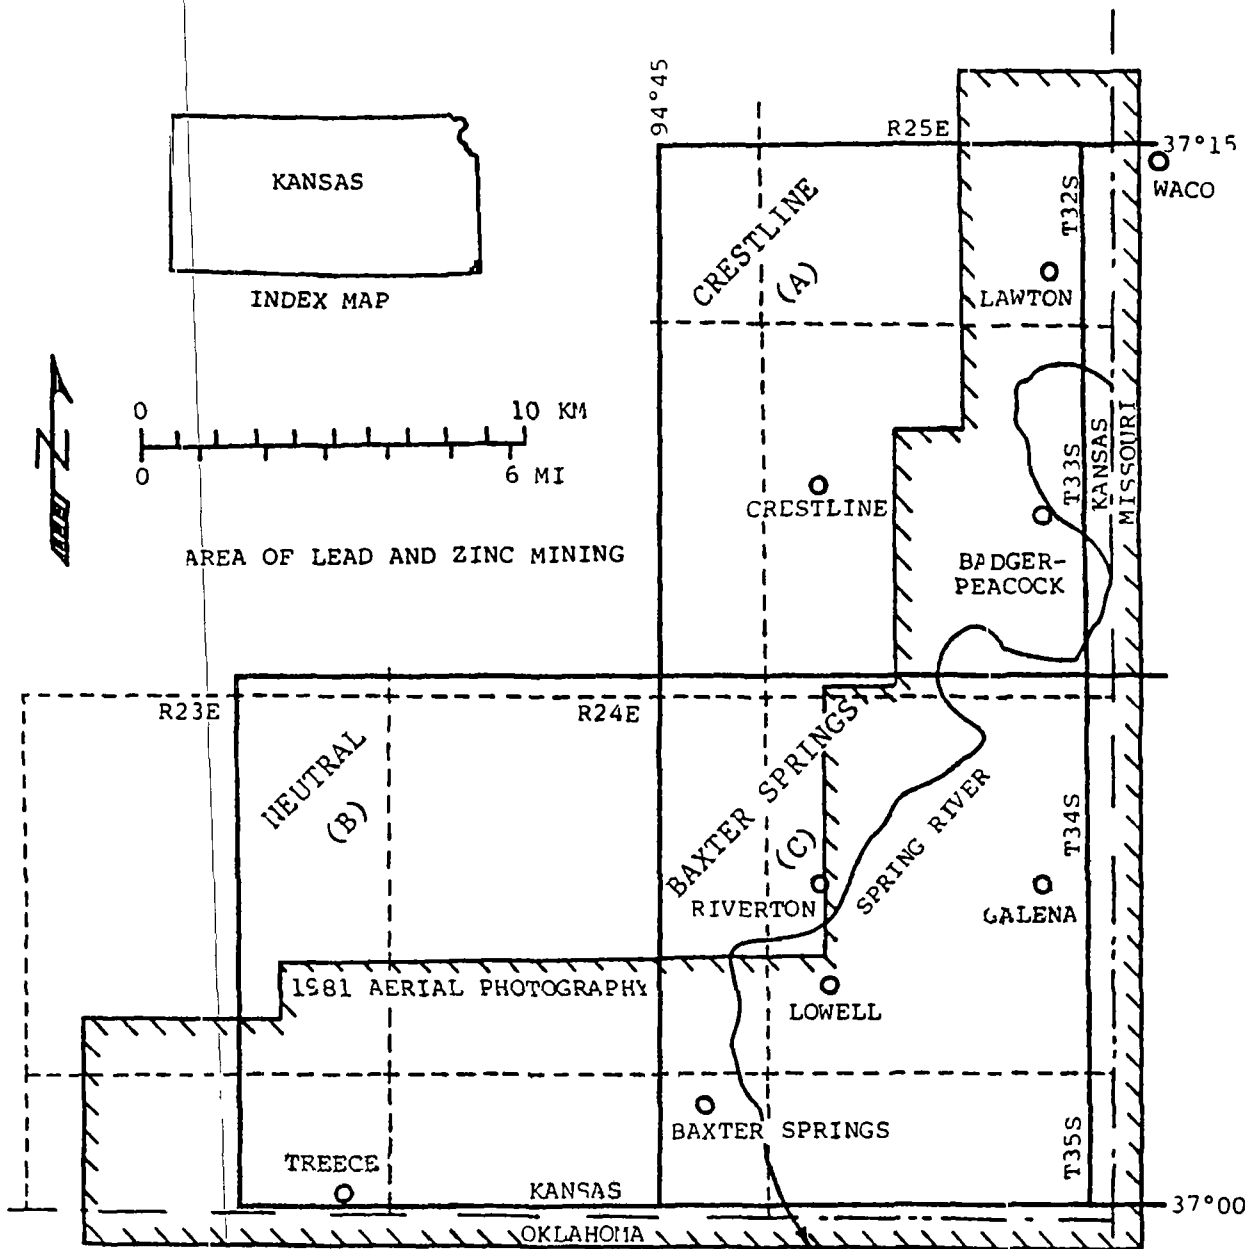 94°45
R25E
37°15
WACO
KANSAS
INDEX MAP
CRESTLINE
(A)
T32S
LAWTON
0
10 KM
0
6 MI
AREA OF LEAD AND ZINC MINING
CRESTLINE
T33S
KANSAS
MISSOURI
BADGER-
PEACOCK
R23E
R24E
NEUTRAL
(B)
BAXTER SPRINGS
(C)
SPRING RIVER
T34S
RIVERTON
GALENA
1981 AERIAL PHOTOGRAPHY
LOWELL
BAXTER SPRINGS
T35S
TREECE
KANSAS
37°00
OKLAHOMA